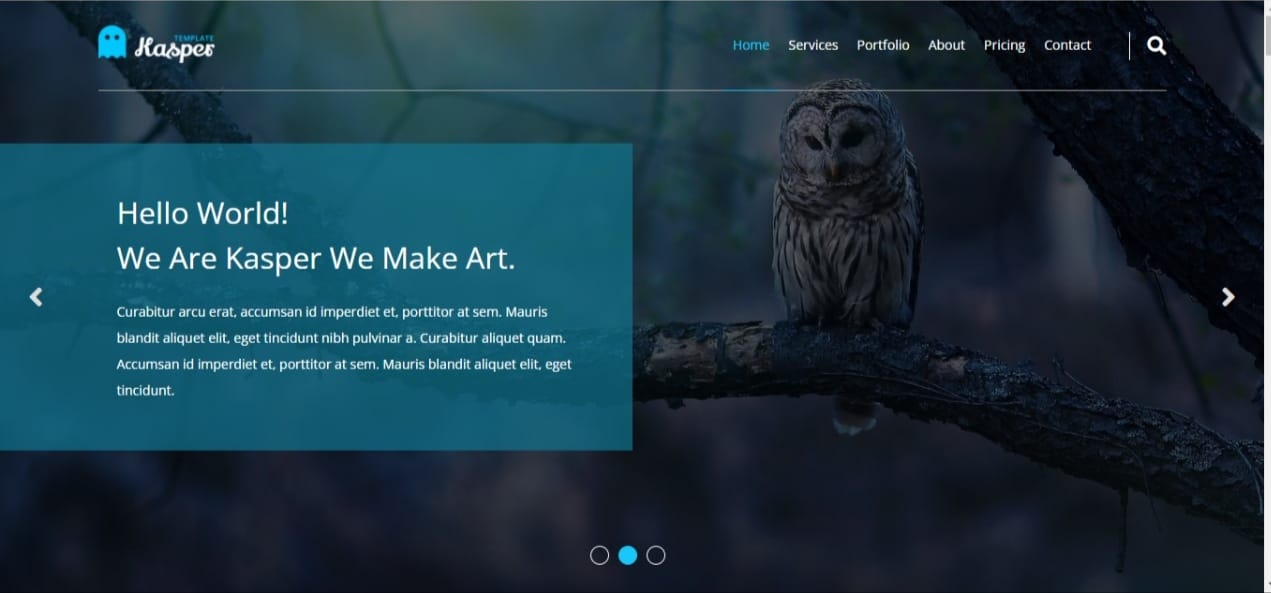 TEMPLATE
Kasper
Home Services Portfolio About Pricing Contact
Hello World!
We Are Kasper We Make Art.
Curabitur arcu erat, accumsan id imperdiet et, porttitor at sem. Mauris
blandit aliquet elit, eget tincidunt nibh pulvinar a. Curabitur aliquet quam.
Accumsan id imperdiet et, porttitor at sem. Mauris blandit aliquet elit, eget
tincidunt.